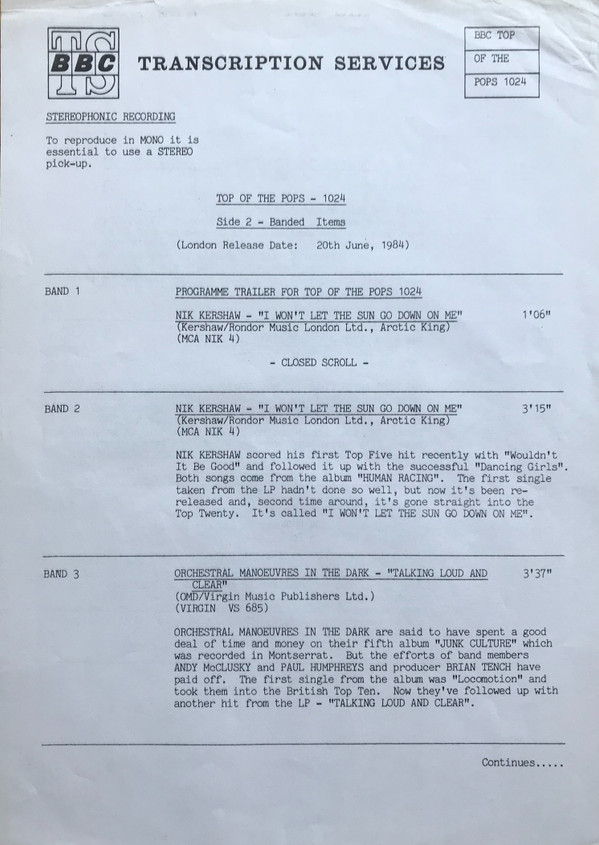 TS
BBC
TRANSCRIPTION SERVICES
BBC TOP
OF THE
POPS 1024
STEREOPHONIC RECORDING
To reproduce in MONO it is
essential to use a STEREO
pick-up.
TOP OF THE POPS - 1024
Side 2 - Banded Items
(London Release Date: 20th June, 1984)
BAND 1 PROGRAMME TRAILER FOR TOP OF THE POPS 1024
NIK KERSHAW - "I WON'T LET THE SUN GO DOWN ON ME" 1'06"
(Kershaw/Rondor Music London Ltd., Arctic King)
(MCA NIK 4)
- CLOSED SCROLL -
BAND 2 NIK KERSHAW - "I WON'T LET THE SUN GO DOWN ON ME" 3'15"
(Kershaw/Rondor Music London Ltd., Arctic King)
(MCA NIK 4)
NIK KERSHAW scored his first Top Five hit recently with "Wouldn't
It Be Good" and followed it up with the successful "Dancing Girls".
Both songs come from the album "HUMAN RACING". The first single
taken from the LP hadn't done so well, but now it's been re-
released and, second time around, it's gone straight into the
Top Twenty. It's called "I WON'T LET THE SUN GO DOWN ON ME".
BAND 3 ORCHESTRAL MANOEUVRES IN THE DARK - "TALKING LOUD AND 3'37"
CLEAR"
(OMD/Virgin Music Publishers Ltd.)
(VIRGIN VS 685)
ORCHESTRAL MANOEUVRES IN THE DARK are said to have spent a good
deal of time and money on their fifth album "JUNK CULTURE" which
was recorded in Montserrat. But the efforts of band members
ANDY McCLUSKY and PAUL HUMPHREYS and producer BRIAN TENCH have
paid off. The first single from the album was "Locomotion" and
took them into the British Top Ten. Now they've followed up with
another hit from the LP - "TALKING LOUD AND CLEAR".
Continues.....